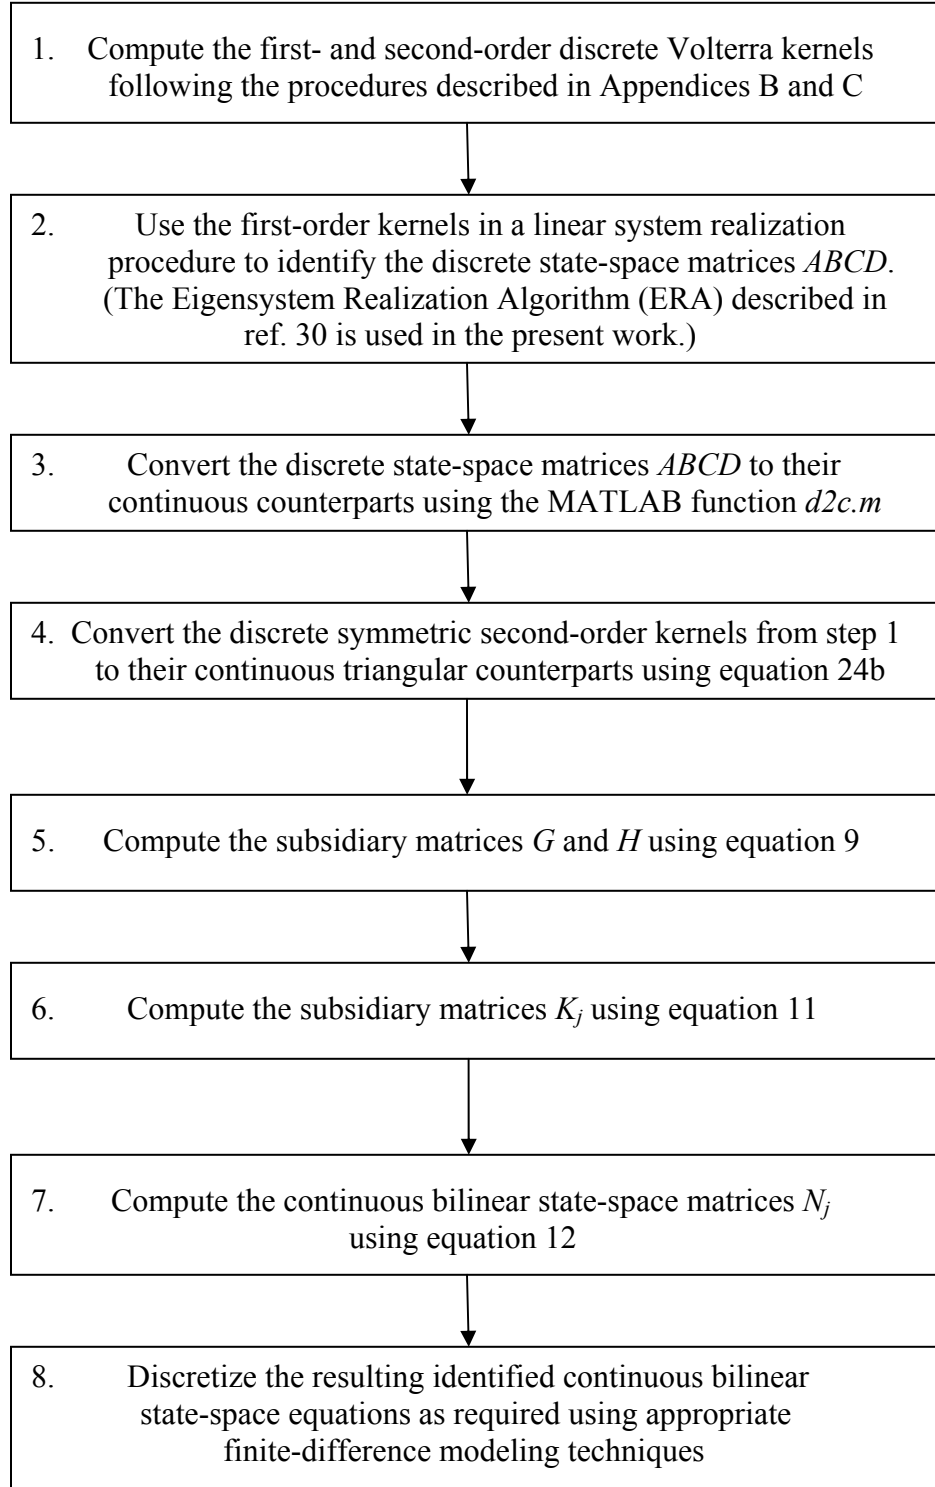 1. Compute the first- and second-order discrete Volterra kernels
following the procedures described in Appendices B and C
2. Use the first-order kernels in a linear system realization
procedure to identify the discrete state-space matrices ABCD.
(The Eigensystem Realization Algorithm (ERA) described in
ref. 30 is used in the present work.)
3. Convert the discrete state-space matrices ABCD to their
continuous counterparts using the MATLAB function d2c.m
4. Convert the discrete symmetric second-order kernels from step 1
to their continuous triangular counterparts using equation 24b
5. Compute the subsidiary matrices G and H using equation 9
6. Compute the subsidiary matrices Kj using equation 11
7. Compute the continuous bilinear state-space matrices Nj
using equation 12
8. Discretize the resulting identified continuous bilinear
state-space equations as required using appropriate
finite-difference modeling techniques